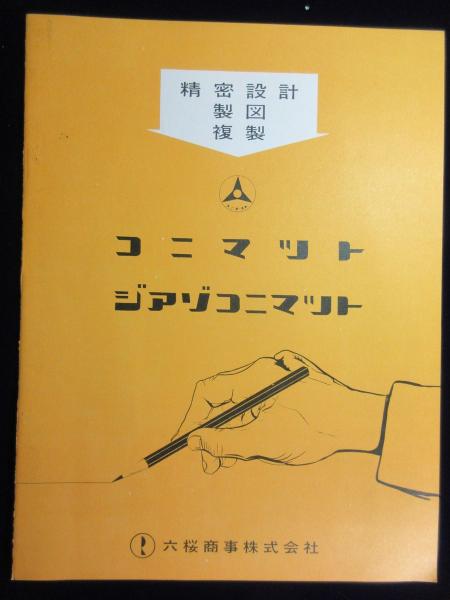 精密設計
製図
複製
コニマット
ジアゾコニマット
R 六桜商事株式会社